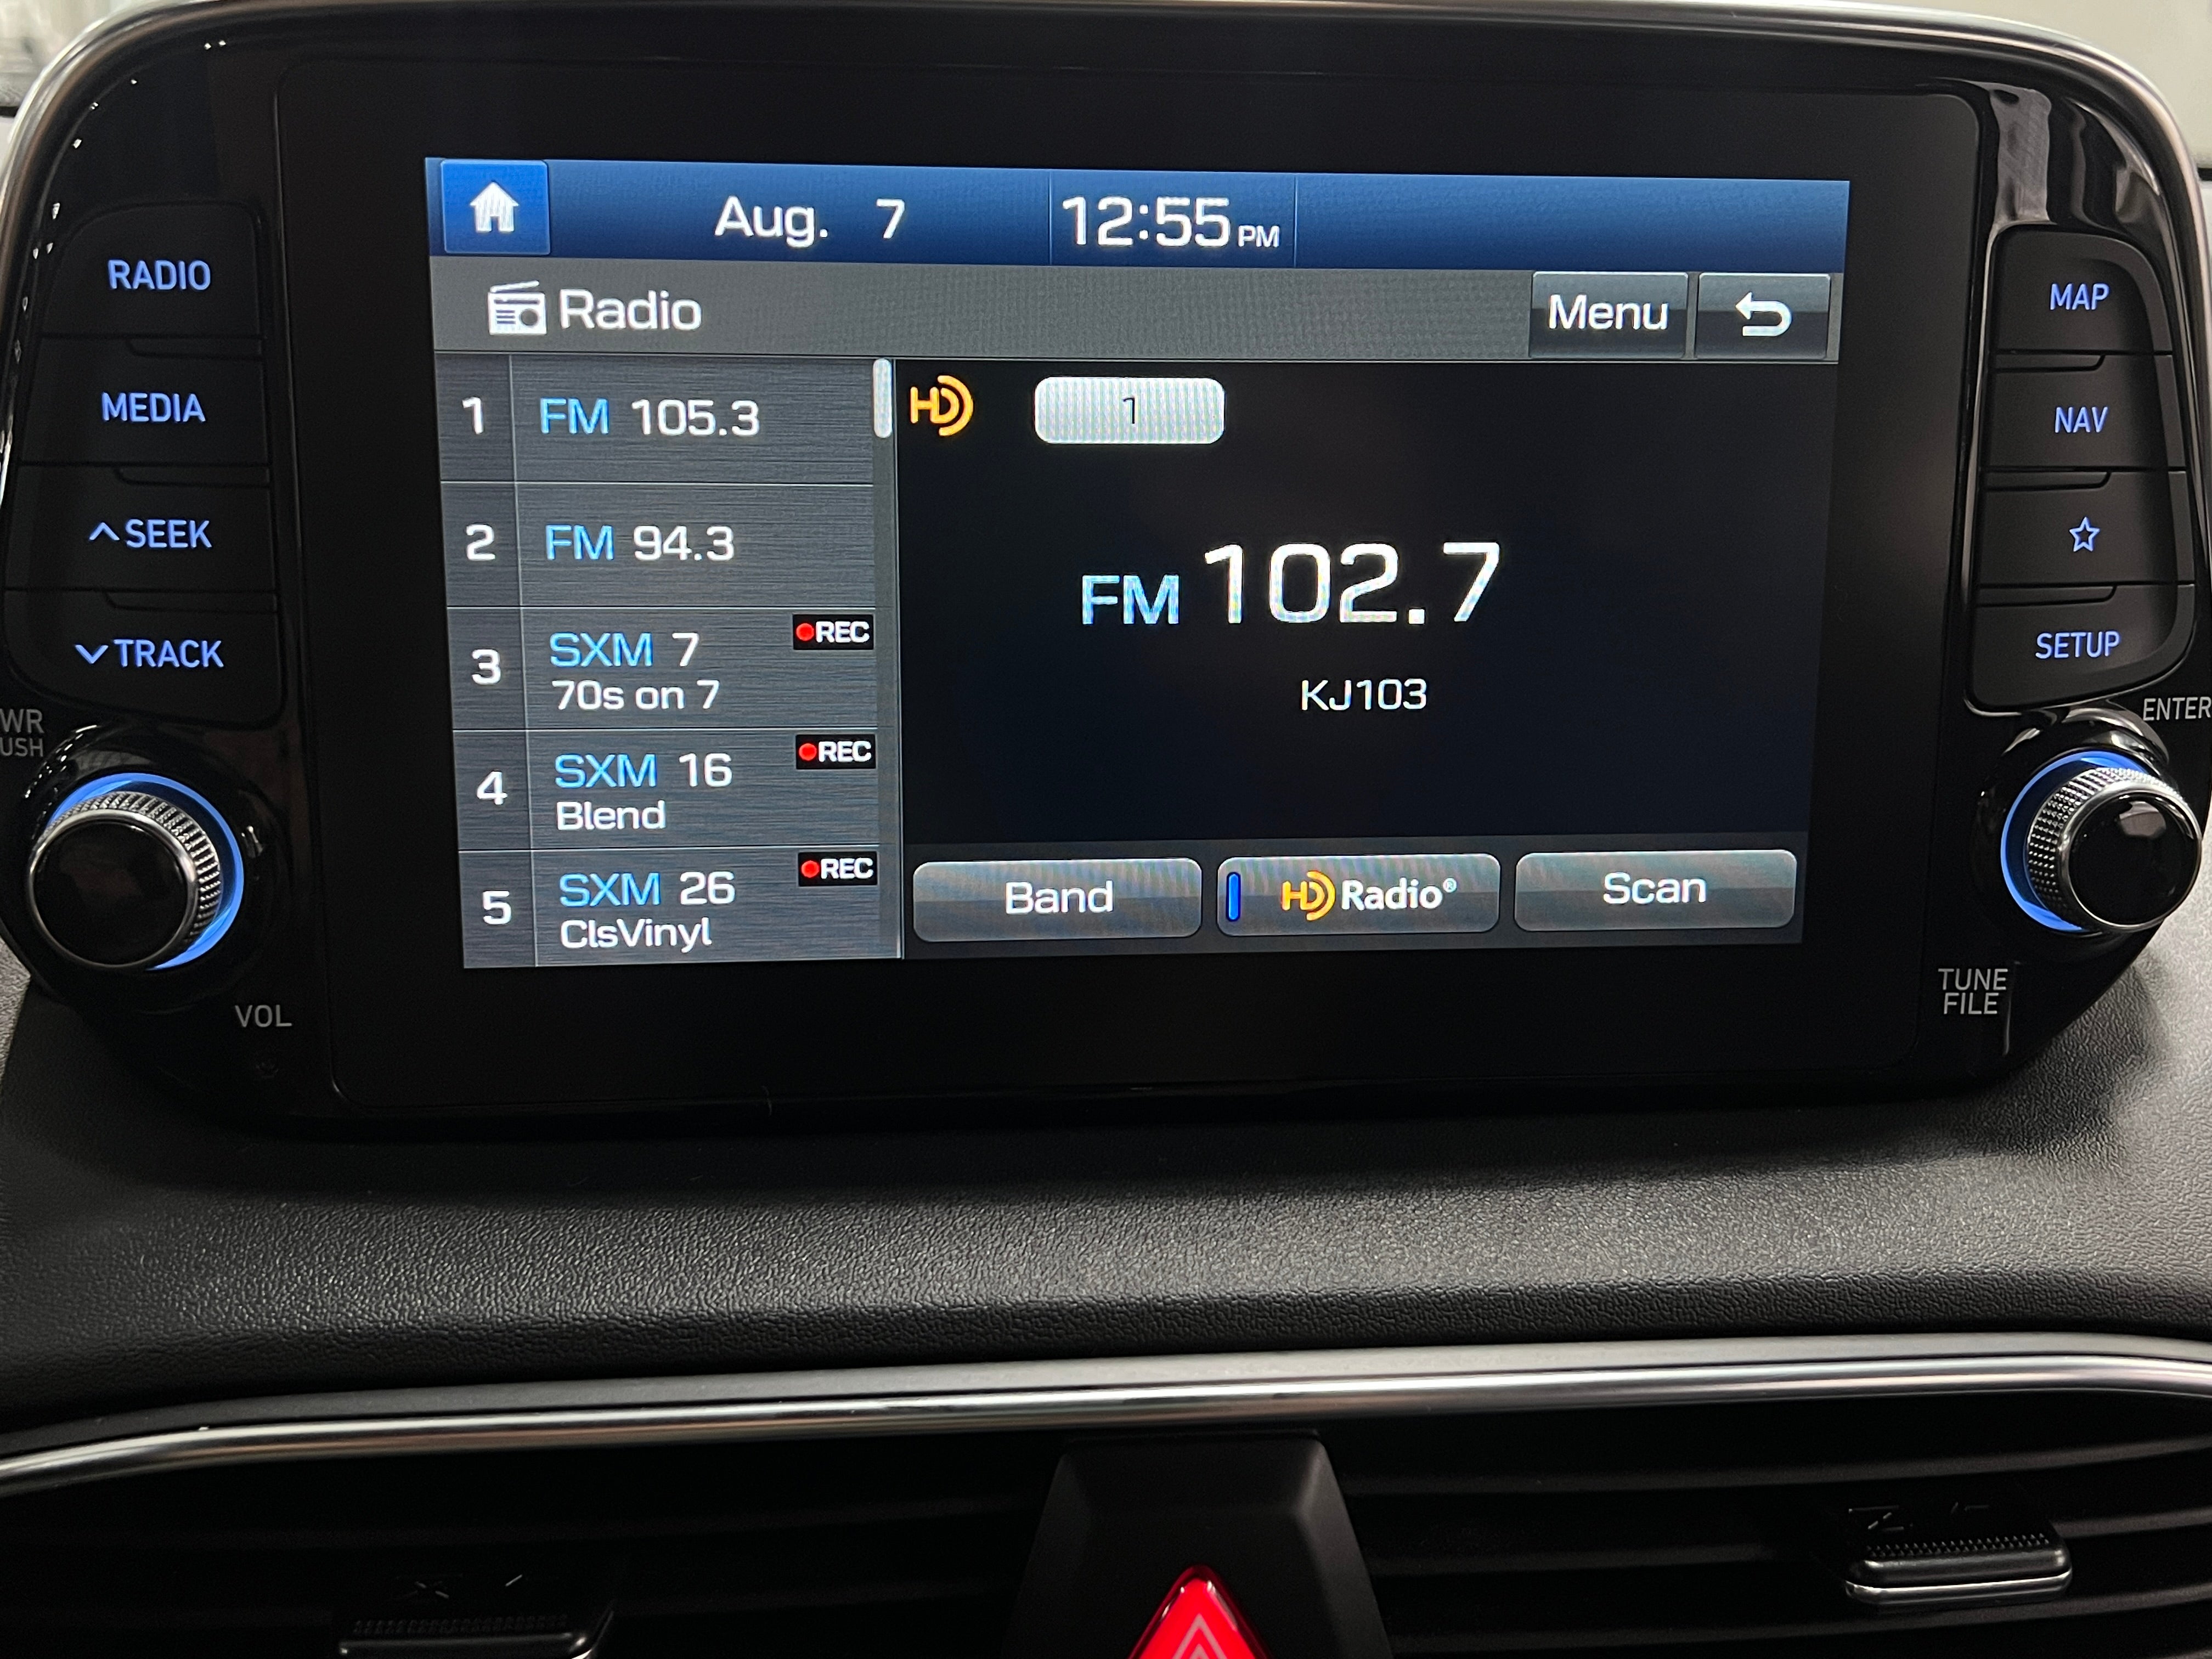 Aug. 7 12:55 PM
Radio Menu
1 FM 105.3
2 FM 94.3
3 SXM 7 REC
70s on 7
4 SXM 16 REC
Blend
5 SXM 26 REC
ClsVinyl
HD 1
FM 102.7
KJ103
Band HD Radio® Scan
RADIO
MEDIA
SEEK
TRACK
VOL
MAP
NAV
SETUP
ENTER
TUNE
FILE